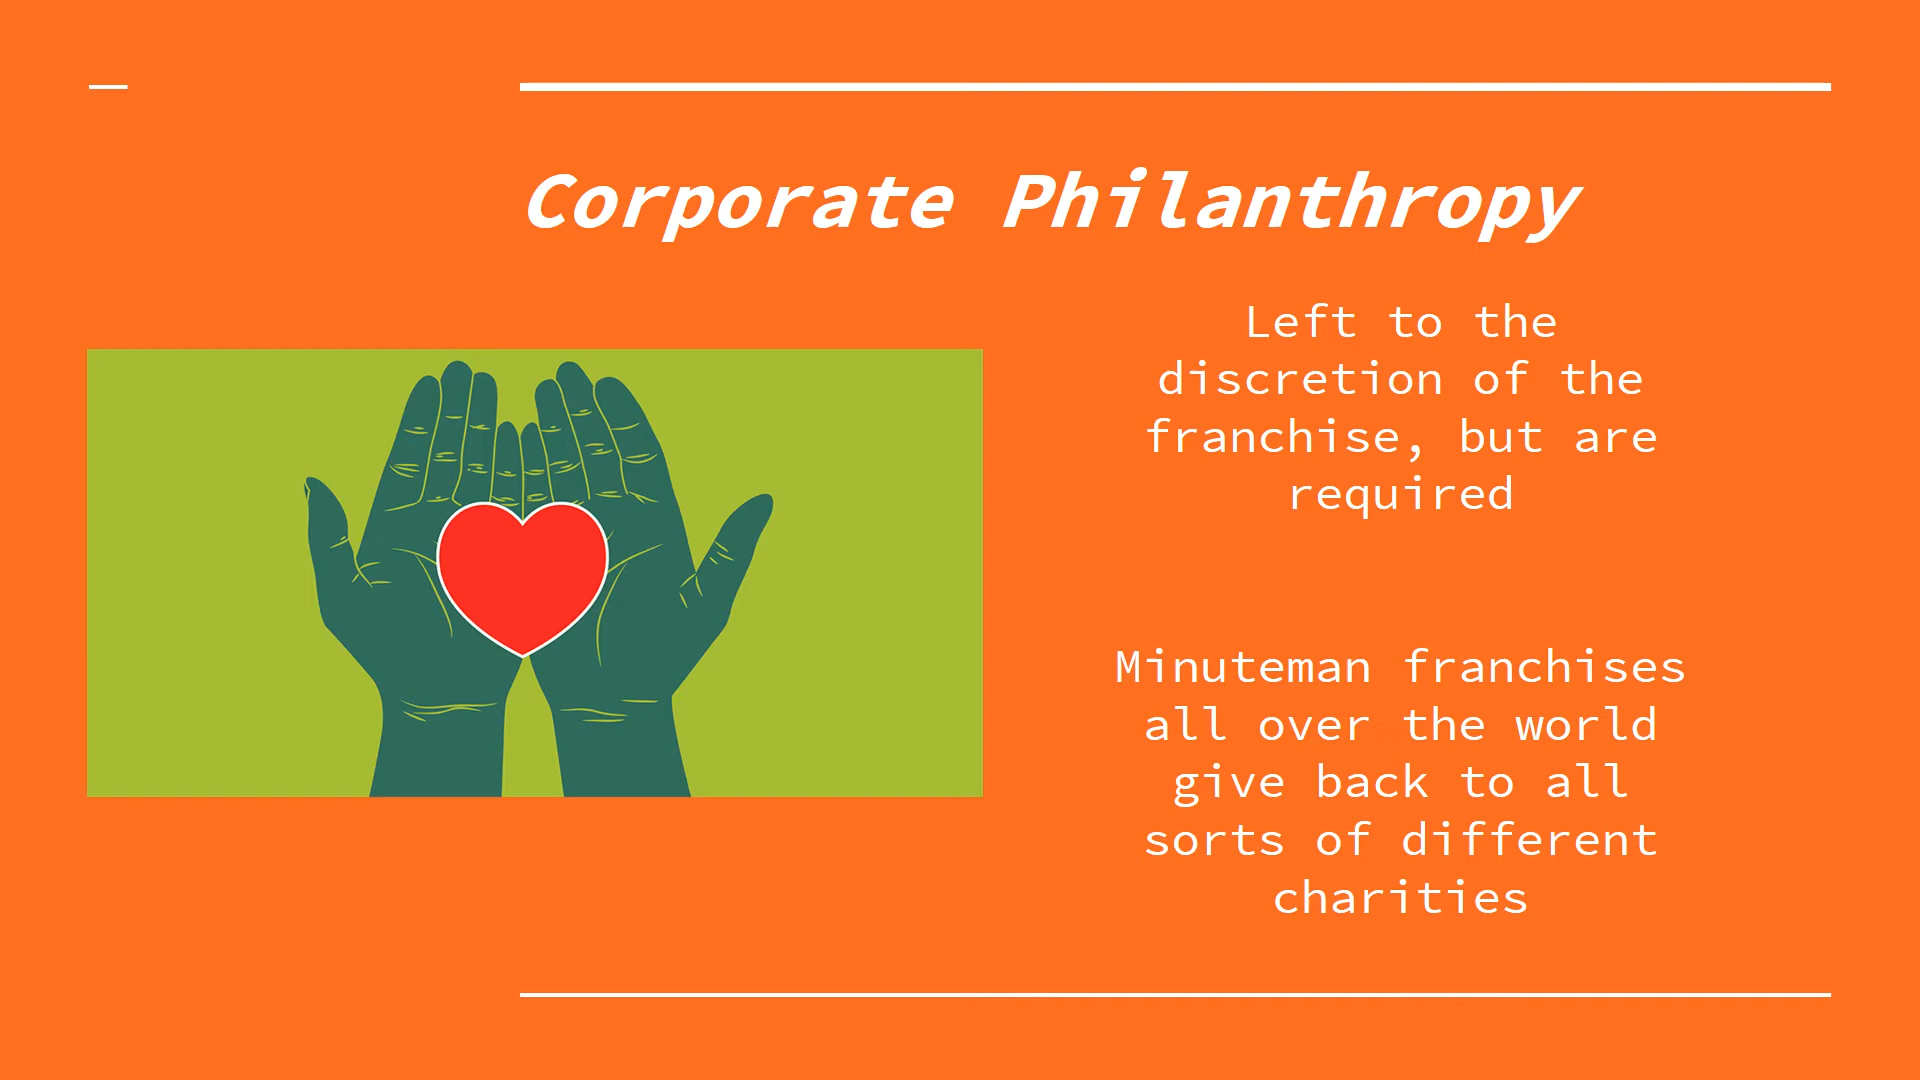 Corporate Philanthropy
Left to the
discretion of the
franchise, but are
required
Minuteman franchises
all over the world
give back to all
sorts of different
charities